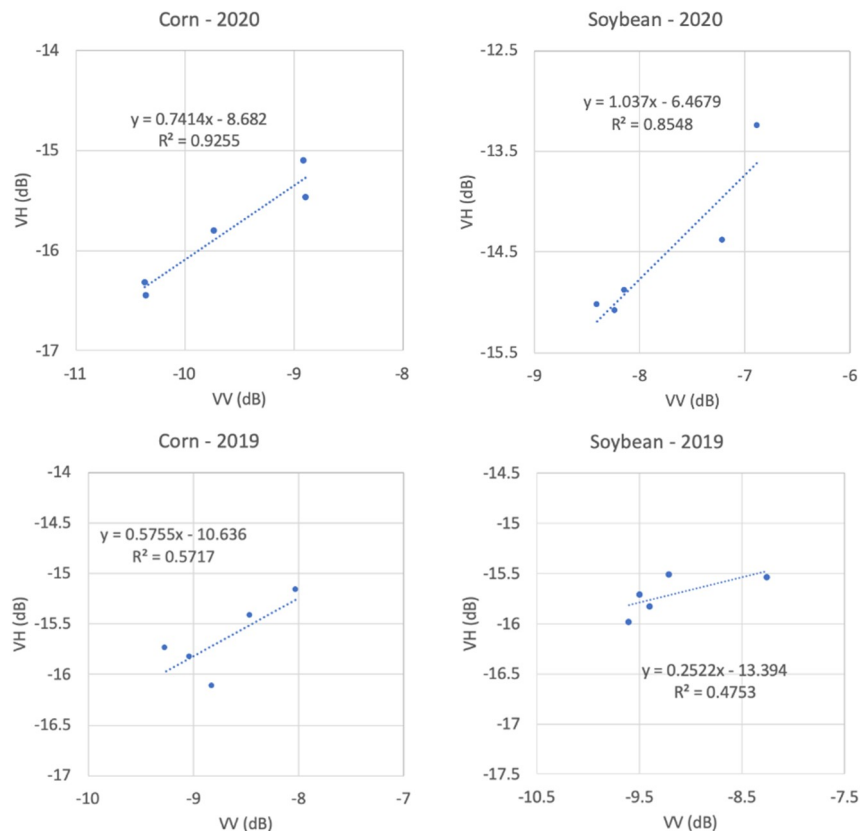 Corn - 2020
-14
y = 0.7414x - 8.682
R² = 0.9255
-15
VH (dB)
-16
-17
-11
-10
-9
-8
VV (dB)
Soybean - 2020
-12.5
y = 1.037x - 6.4679
R² = 0.8548
-13.5
VH (dB)
-14.5
-15.5
-9
-8
-7
-6
VV (dB)
Corn - 2019
-14
-14.5
y = 0.5755x - 10.636
R² = 0.5717
-15
VH (dB)
-15.5
-16
-16.5
-17
-10
-9
-8
-7
VV (dB)
Soybean - 2019
-14.5
-15
-15.5
VH (dB)
-16
-16.5
y = 0.2522x - 13.394
R² = 0.4753
-17
-17.5
-10.5
-9.5
-8.5
-7.5
VV (dB)